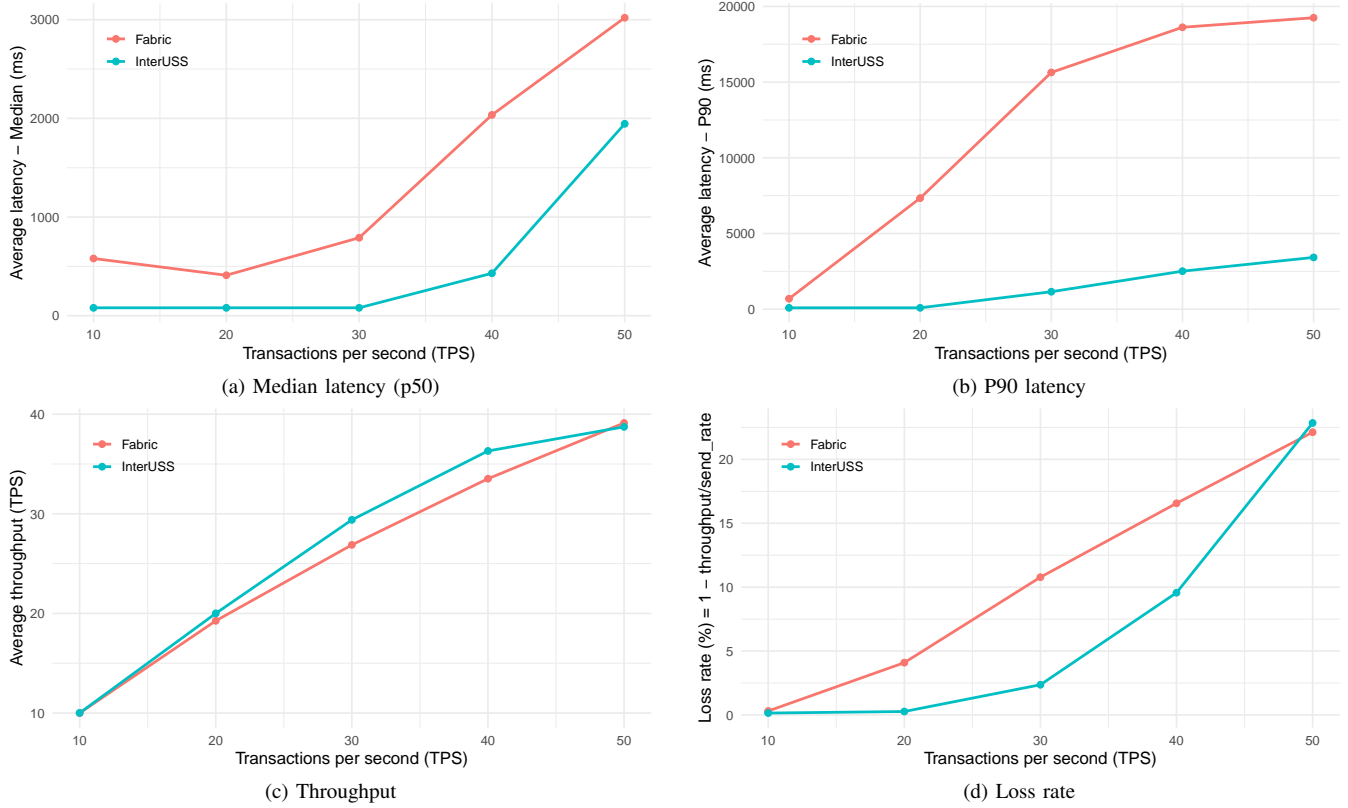 3000
2000
1000
0
Average latency − Median (ms)
Fabric
InterUSS
10 20 30 40 50
Transactions per second (TPS)
(a) Median latency (p50)
20000
15000
10000
5000
0
Average latency − P90 (ms)
Fabric
InterUSS
10 20 30 40 50
Transactions per second (TPS)
(b) P90 latency
40
30
20
10
Average throughput (TPS)
Fabric
InterUSS
10 20 30 40 50
Transactions per second (TPS)
(c) Throughput
20
15
10
5
0
Loss rate (%) = 1 − throughput/send_rate
Fabric
InterUSS
10 20 30 40 50
Transactions per second (TPS)
(d) Loss rate